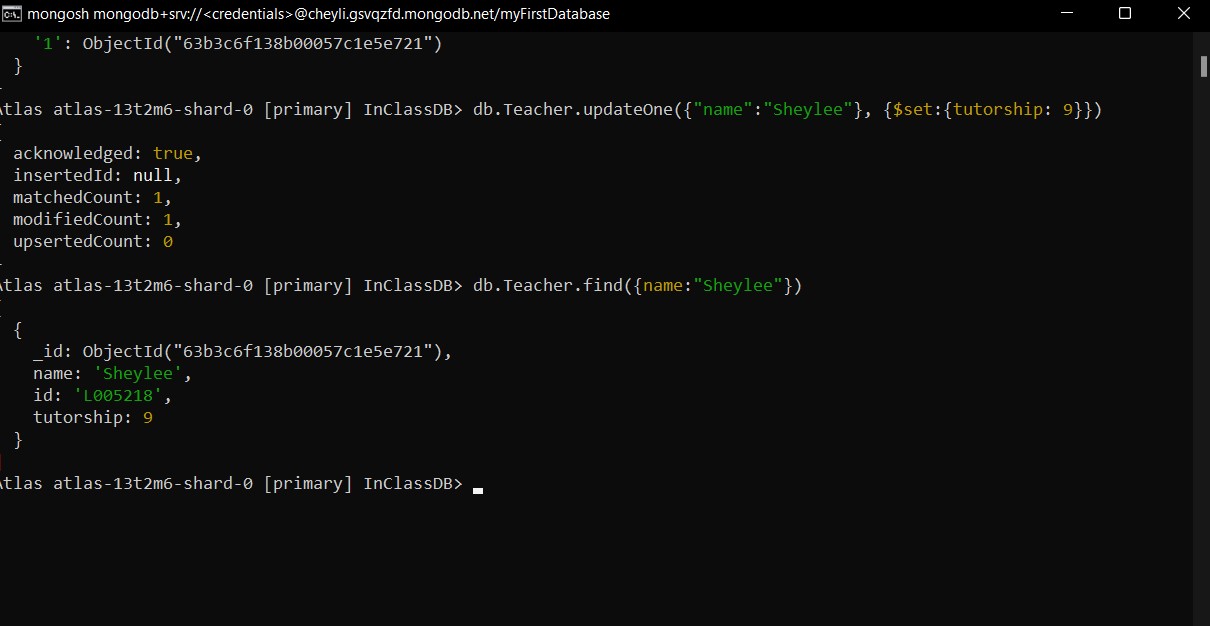 mongosh mongodb+srv://<credentials>@cheyli.gsvqzfd.mongodb.net/myFirstDatabase
'1': ObjectId("63b3c6f138b00057c1e5e721")
}
tlas atlas-13t2m6-shard-0 [primary] InClassDB> db.Teacher.updateOne({"name":"Sheylee"}, {$set:{tutorship: 9}})
acknowledged: true,
insertedId: null,
matchedCount: 1,
modifiedCount: 1,
upsertedCount: 0
tlas atlas-13t2m6-shard-0 [primary] InClassDB> db.Teacher.find({name:"Sheylee"})
{
_id: ObjectId("63b3c6f138b00057c1e5e721"),
name: 'Sheylee',
id: 'L005218',
tutorship: 9
}
tlas atlas-13t2m6-shard-0 [primary] InClassDB>